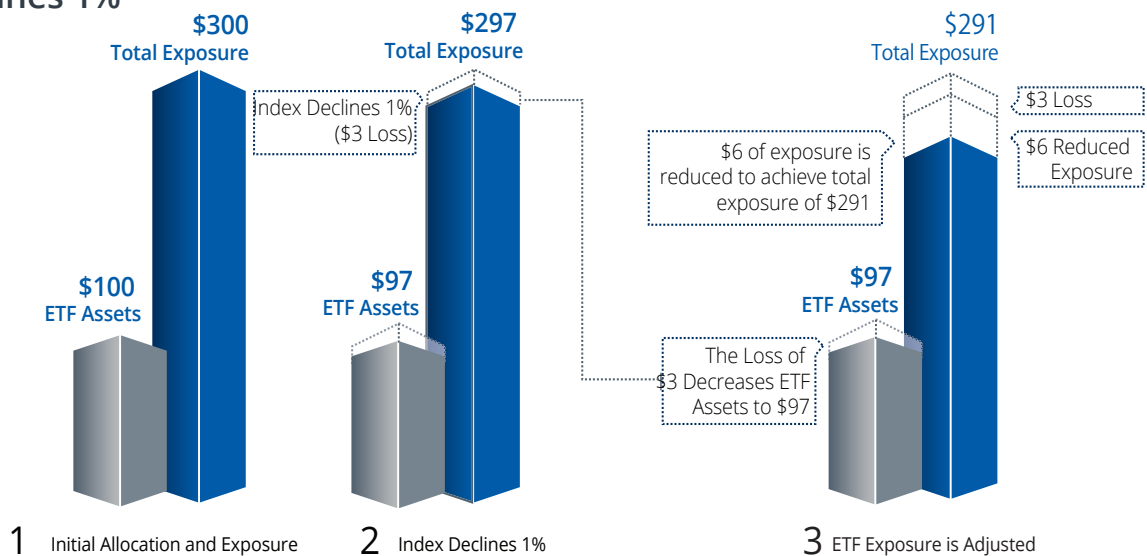 1%
$300
Total Exposure
$297
Total Exposure
$291
Total Exposure
Index Declines 1%
($3 Loss)
$3 Loss
$6 of exposure is
reduced to achieve total
exposure of $291
$6 Reduced
Exposure
$100
ETF Assets
$97
ETF Assets
$97
ETF Assets
The Loss of
$3 Decreases ETF
Assets to $97
1 Initial Allocation and Exposure
2 Index Declines 1%
3 ETF Exposure is Adjusted